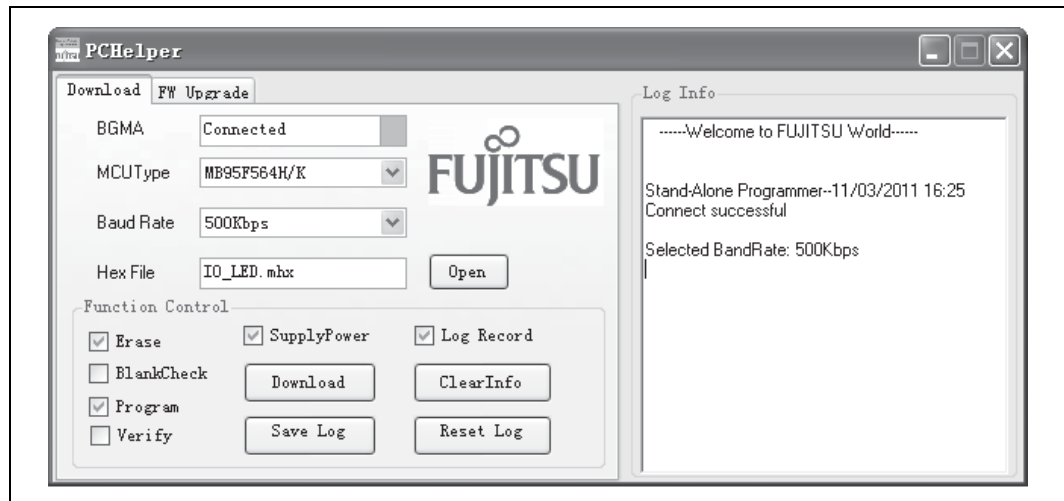 PCHelper
Download FW Upgrade
BGMA Connected
MCUType MB95F564H/K
Baud Rate 500Kbps
Hex File IO_LED.mhx Open
FUJITSU
Function Control
Erase SupplyPower Log Record
BlankCheck Download ClearInfo
Program
Verify Save Log Reset Log
Log Info
------Welcome to FUJITSU World------
Stand-Alone Programmer--11/03/2011 16:25
Connect successful
Selected BandRate: 500Kbps